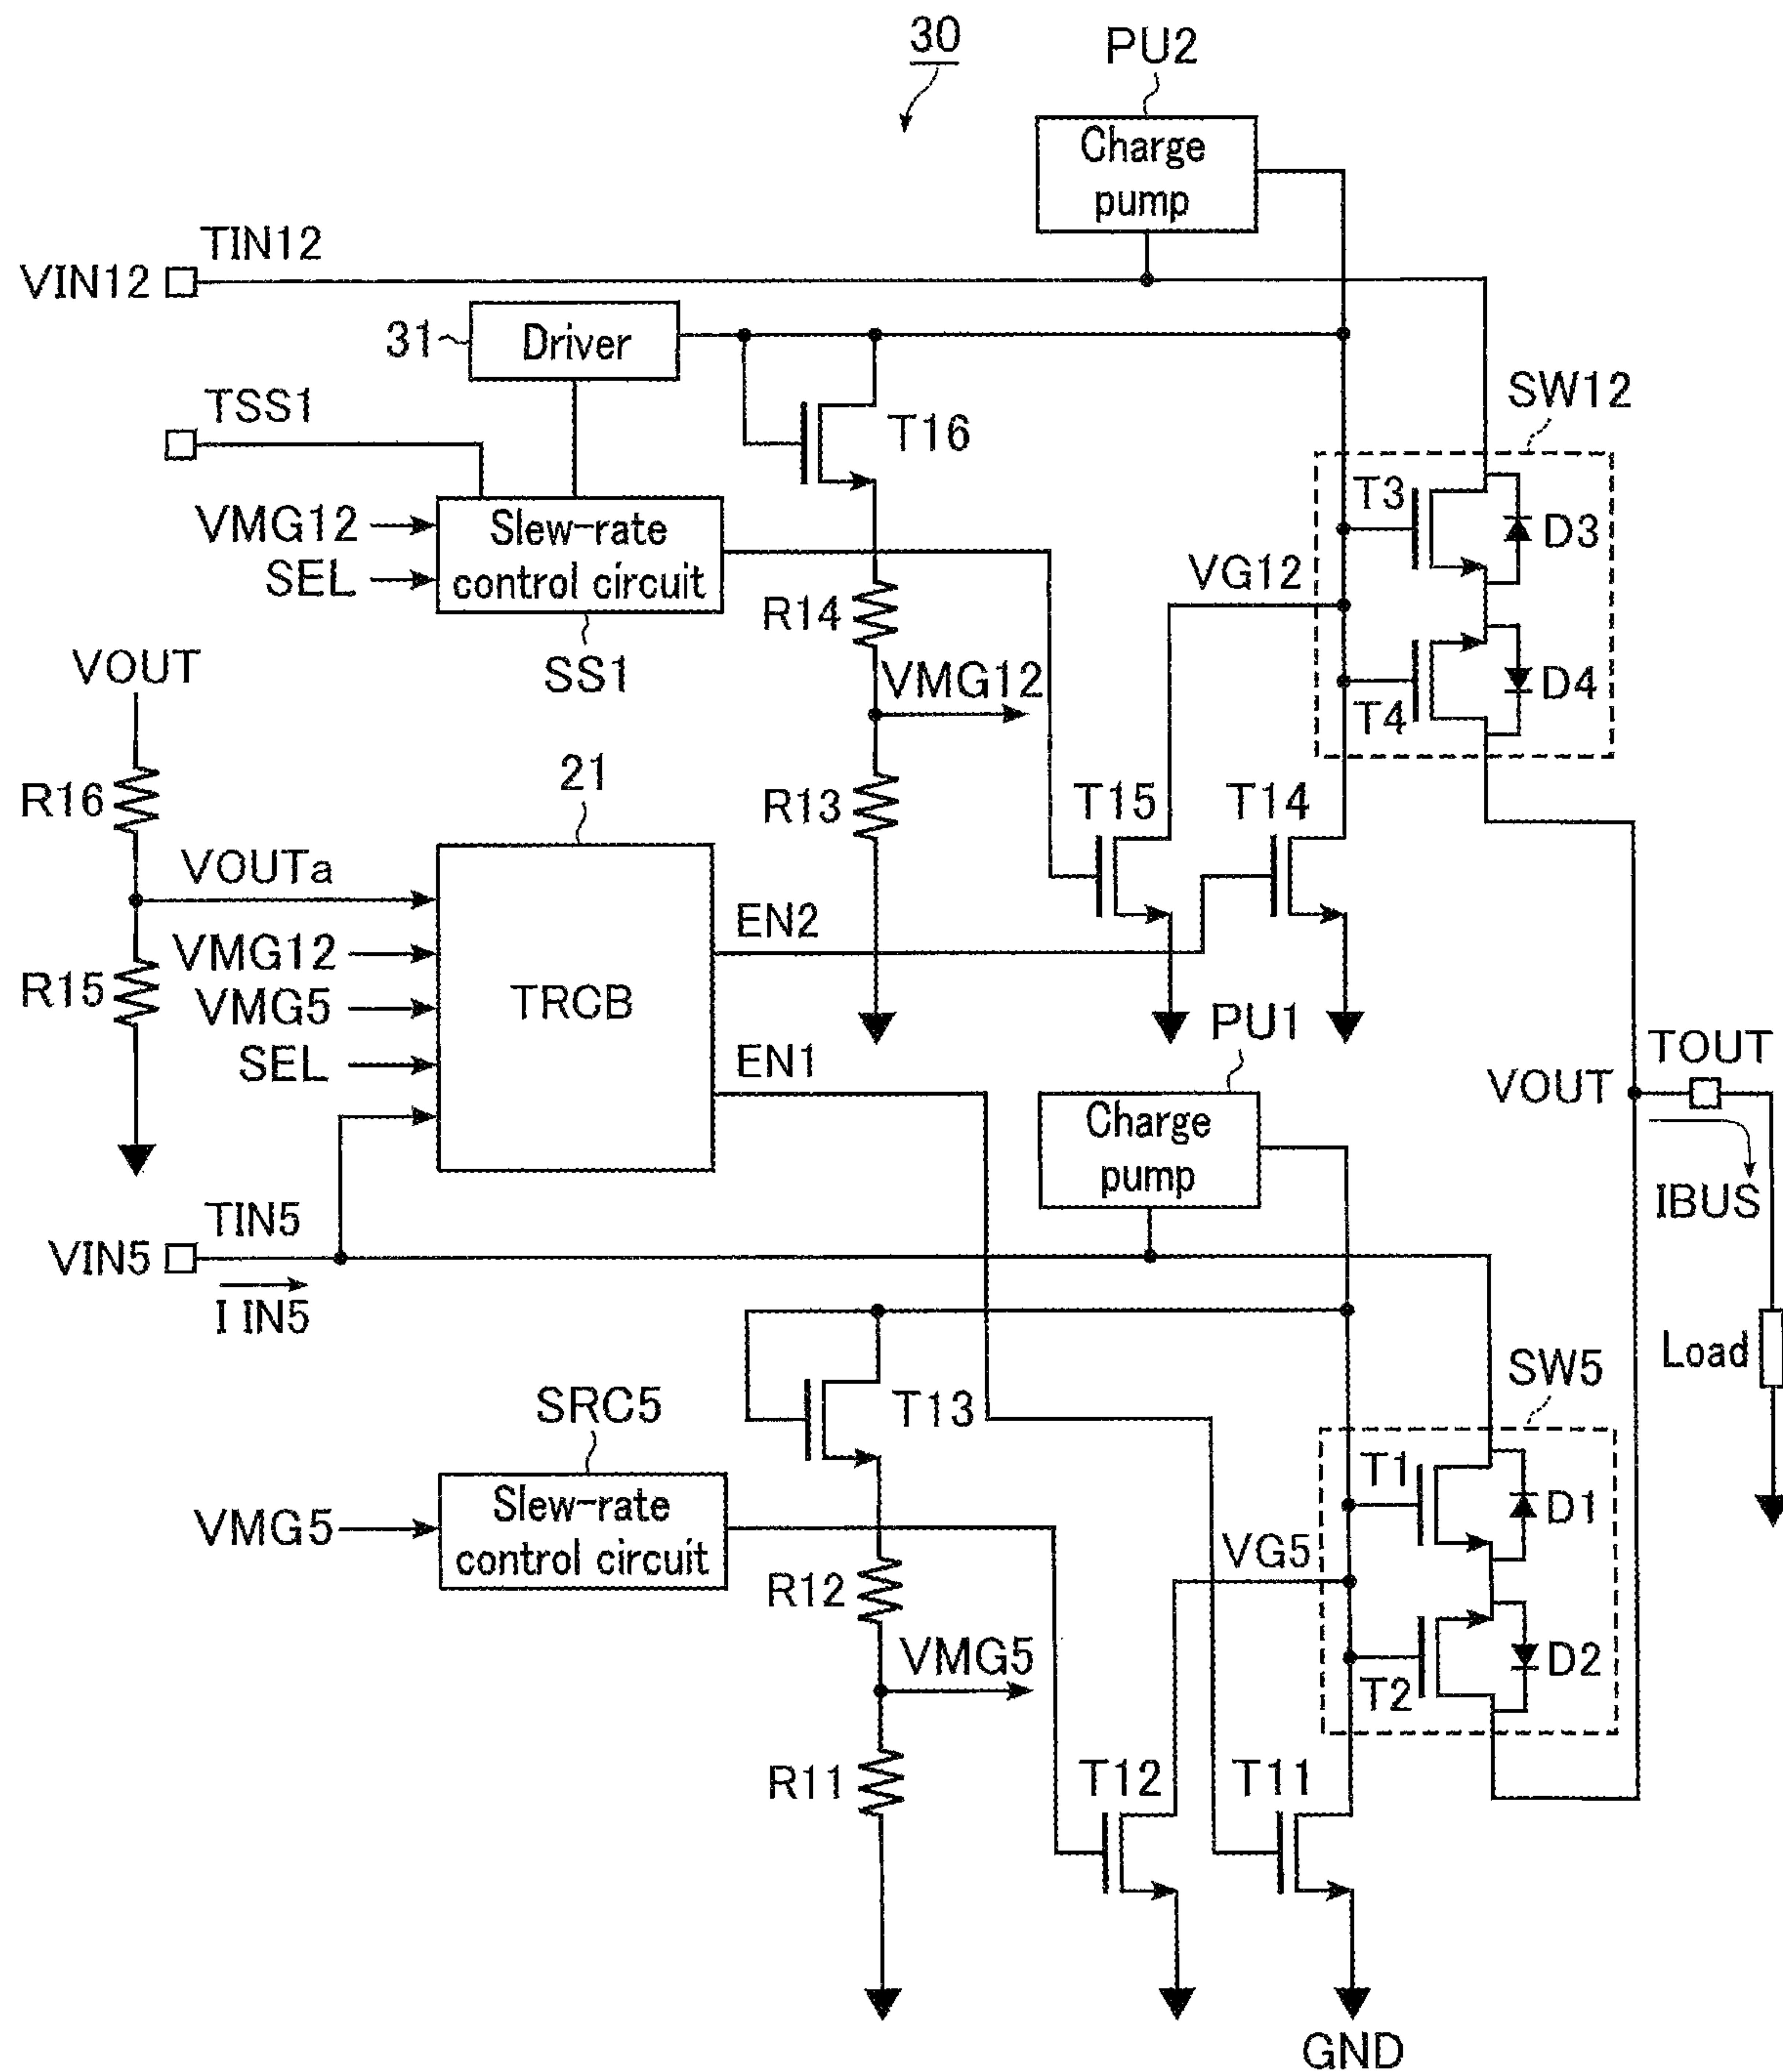 30
PU2
Charge
pump
TIN12
VIN12
31
Driver
TSS1
T16
SW12
VMG12
SEL
Slew-rate
control circuit
SS1
T3
D3
VG12
R14
VOUT
VMG12
T4
D4
R16
21
R13
T15
T14
VOUTa
VMG12
EN2
R15
VMG5
TRCB
SEL
EN1
PU1
Charge
pump
TOUT
VOUT
IBUS
TIN5
VIN5
I IN5
Load
SW5
T13
SRC5
Slew-rate
control circuit
VMG5
T1
D1
VG5
R12
VMG5
T2
D2
R11
T12
T11
GND